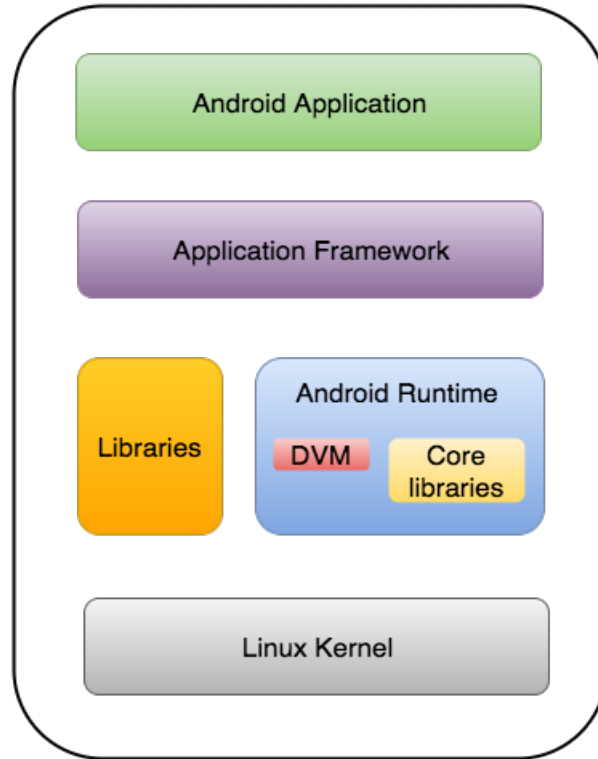 Android Application
Application Framework
Libraries
Android Runtime
DVM
Core
libraries
Linux Kernel